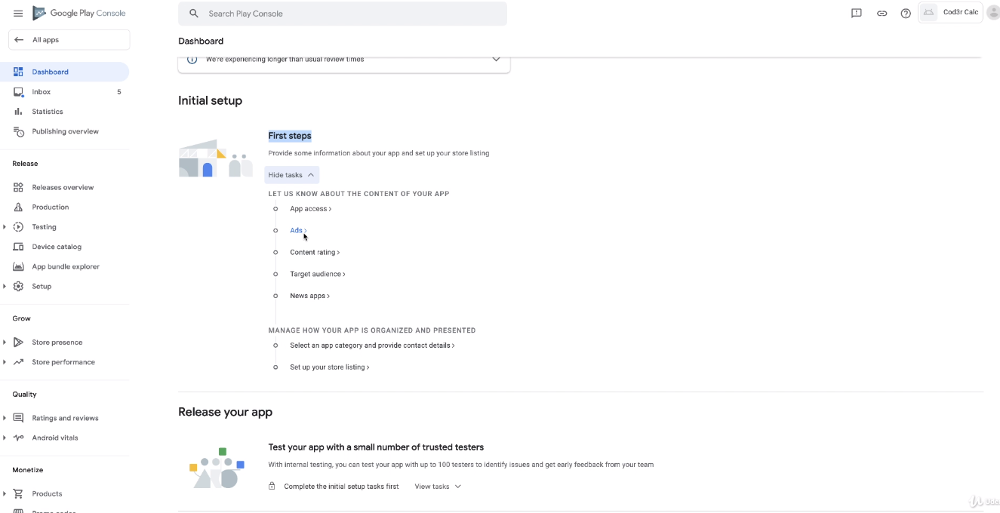 Google Play Console
Search Play Console
Cod3r Calc
All apps
Dashboard
Dashboard
We're experiencing longer than usual review times
Inbox 5
Statistics
Publishing overview
Release
Releases overview
Production
Testing
Device catalog
App bundle explorer
Setup
Grow
Store presence
Store performance
Quality
Ratings and reviews
Android vitals
Monetize
Products
Promo codes
Initial setup
First steps
Provide some information about your app and set up your store listing
Hide tasks
LET US KNOW ABOUT THE CONTENT OF YOUR APP
App access ›
Ads ›
Content rating ›
Target audience ›
News apps ›
MANAGE HOW YOUR APP IS ORGANIZED AND PRESENTED
Select an app category and provide contact details ›
Set up your store listing ›
Release your app
Test your app with a small number of trusted testers
With internal testing, you can test your app with up to 100 testers to identify issues and get early feedback from your team
Complete the initial setup tasks first View tasks